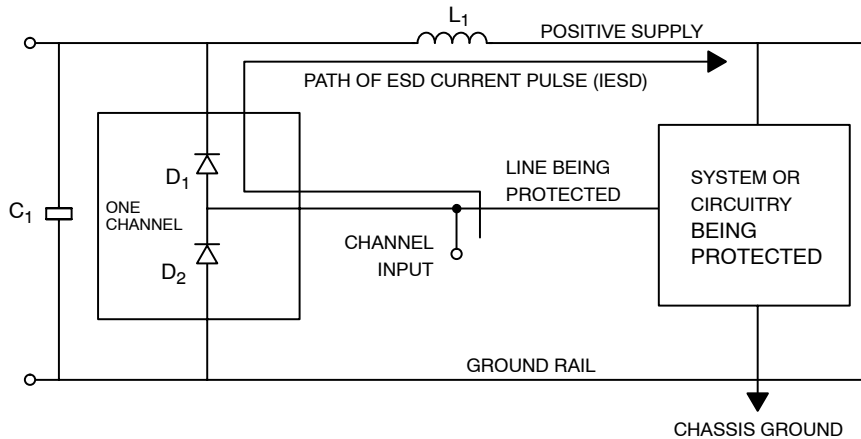 L1
POSITIVE SUPPLY
PATH OF ESD CURRENT PULSE (IESD)
D1
LINE BEING
PROTECTED
C1
ONE
CHANNEL
SYSTEM OR
CIRCUITRY
BEING
PROTECTED
CHANNEL
INPUT
D2
GROUND RAIL
CHASSIS GROUND